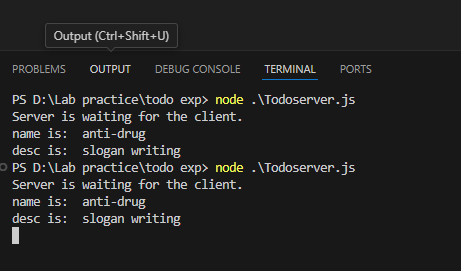 Output (Ctrl+Shift+U)
PROBLEMS OUTPUT DEBUG CONSOLE TERMINAL PORTS
PS D:\Lab practice\todo exp> node .\Todoserver.js
Server is waiting for the client.
name is:  anti-drug
desc is:  slogan writing
PS D:\Lab practice\todo exp> node .\Todoserver.js
Server is waiting for the client.
name is:  anti-drug
desc is:  slogan writing